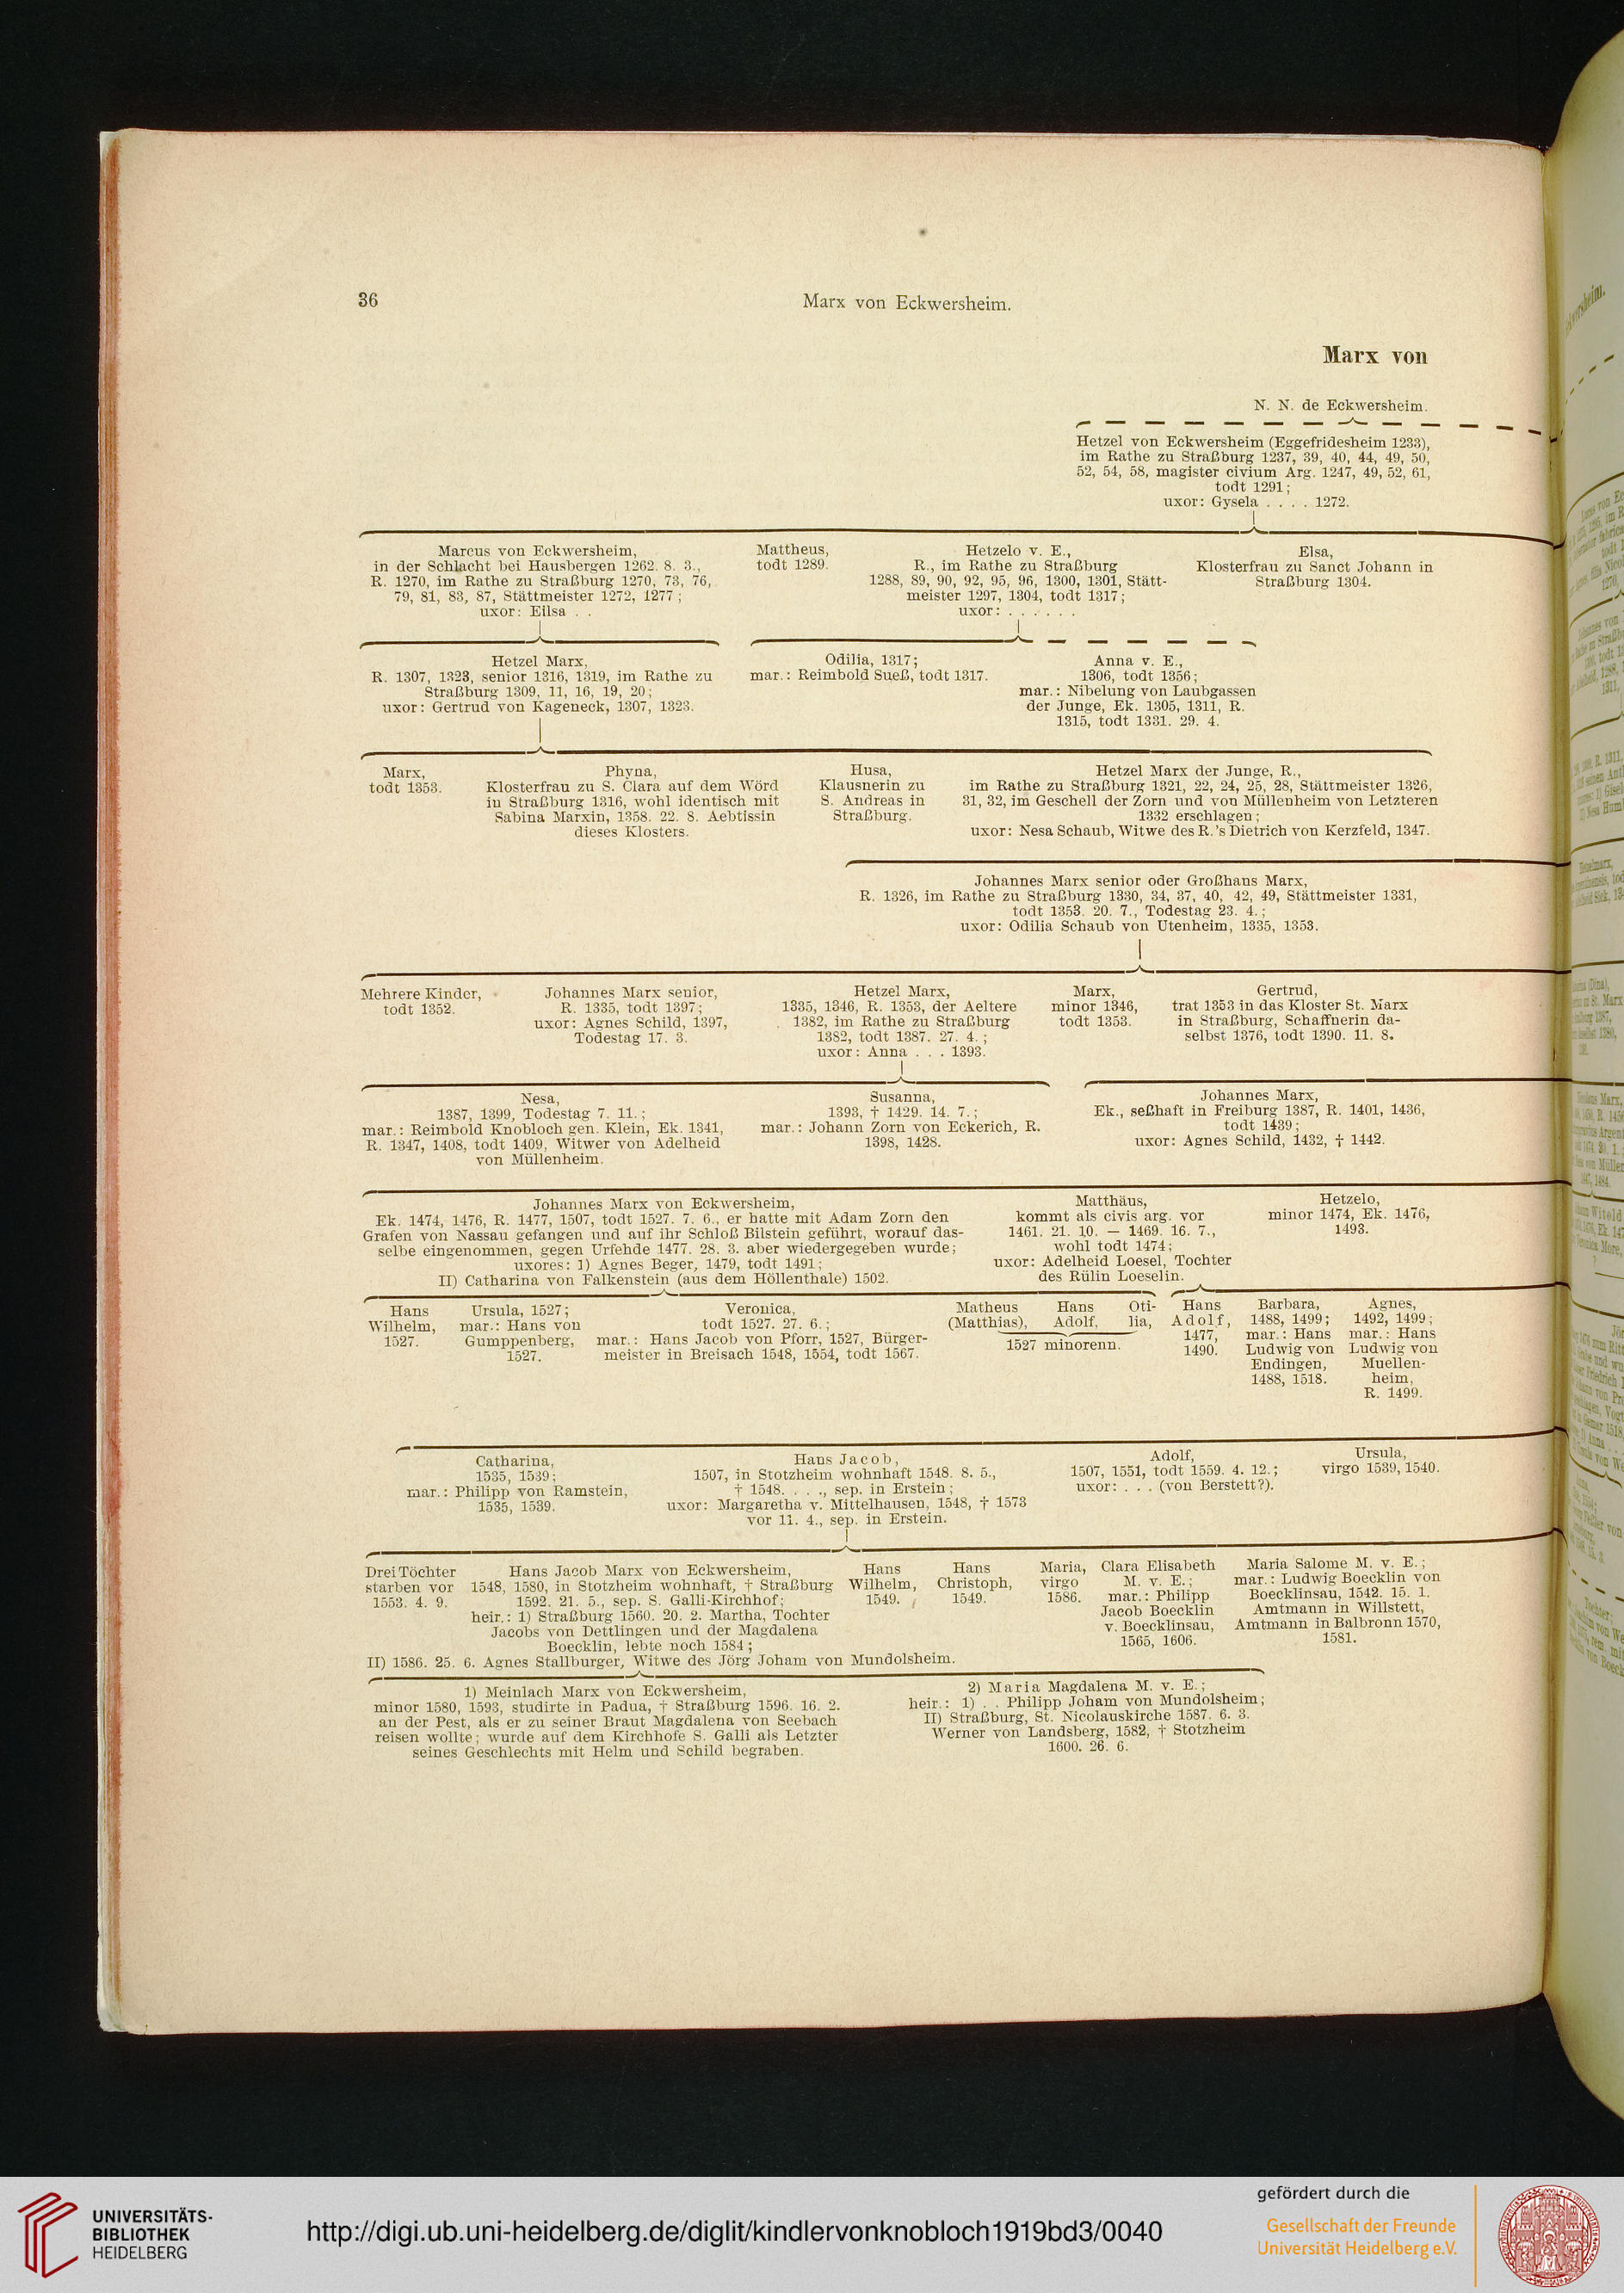 36
Marx von Eckwersheim.
Marx von
N. N. de Eckwersheim.
Hetzel von Eckwersheim (Eggefridesheim 1233),
im Rathe zu Straßburg 1237, 39, 40, 44, 49, 50,
52, 54, 58, magister civium Arg. 1247, 49, 52, 61,
todt 1291;
uxor: Gysela . . . . 1272.
Marcus von Eckwersheim,
in der Schlacht bei Hausbergen 1262. 8. 3.,
R. 1270, im Rathe zu Straßburg 1270, 73, 76,
79, 81, 83, 87, Stättmeister 1272, 1277;
uxor: Eilsa . .
Mattheus,
todt 1289.
Hetzelo v. E.,
R., im Rathe zu Straßburg
1288, 89, 90, 92, 95, 96, 1300, 1301, Stätt-
meister 1297, 1304, todt 1317;
uxor: . . . . . .
Elsa,
Klosterfrau zu Sanct Johann in
Straßburg 1304.
Hetzel Marx,
R. 1307, 1323, senior 1316, 1319, im Rathe zu
Straßburg 1309, 11, 16, 19, 20;
uxor: Gertrud von Kageneck, 1307, 1323.
Odilia, 1317;
mar.: Reimbold Sueß, todt 1317.
Anna v. E.,
1306, todt 1356;
mar.: Nibelung von Laubgassen
der Junge, Ek. 1305, 1311, R.
1315, todt 1331. 29. 4.
Marx,
todt 1353.
Phyna,
Klosterfrau zu S. Clara auf dem Wörd
in Straßburg 1316, wohl identisch mit
Sabina Marxin, 1358. 22. 8. Aebtissin
dieses Klosters.
Husa,
Klausnerin zu
S. Andreas in
Straßburg.
Hetzel Marx der Junge, R.,
im Rathe zu Straßburg 1321, 22, 24, 25, 28, Stättmeister 1326,
31, 32, im Geschell der Zorn und von Müllenheim von Letzteren
1332 erschlagen;
uxor: Nesa Schaub, Witwe des R.'s Dietrich von Kerzfeld, 1347.
Johannes Marx senior oder Großhans Marx,
R. 1326, im Rathe zu Straßburg 1330, 34, 37, 40, 42, 49, Stättmeister 1331,
todt 1353. 20. 7., Todestag 23. 4.;
uxor: Odilia Schaub von Utenheim, 1335, 1353.
Mehrere Kinder,
todt 1352.
Johannes Marx senior,
R. 1335, todt 1397;
uxor: Agnes Schild, 1397,
Todestag 17. 3.
Hetzel Marx,
1335, 1346, R. 1353, der Aeltere
1382, im Rathe zu Straßburg
1382, todt 1387. 27. 4.;
uxor: Anna . . . 1393.
Marx,
minor 1346,
todt 1353.
Gertrud,
trat 1353 in das Kloster St. Marx
in Straßburg, Schaffnerin da-
selbst 1376, todt 1390. 11. 8.
Nesa,
1387, 1399, Todestag 7. 11.;
mar.: Reimbold Knobloch gen. Klein, Ek. 1341,
R. 1347, 1408, todt 1409, Witwer von Adelheid
von Müllenheim.
Susanna,
1393, † 1429. 14. 7.;
mar.: Johann Zorn von Eckerich, R.
1398, 1428.
Johannes Marx,
Ek., seßhaft in Freiburg 1387, R. 1401, 1436,
todt 1439;
uxor: Agnes Schild, 1432, † 1442.
Johannes Marx von Eckwersheim,
Ek. 1474, 1476, R. 1477, 1507, todt 1527. 7. 6., er hatte mit Adam Zorn den
Grafen von Nassau gefangen und auf ihr Schloß Bilstein geführt, worauf das-
selbe eingenommen, gegen Urfehde 1477. 28. 3. aber wiedergegeben wurde;
uxores: I) Agnes Beger, 1479, todt 1491;
II) Catharina von Falkenstein (aus dem Höllenthale) 1502.
Matthäus,
kommt als civis arg. vor
1461. 21. 10. — 1469. 16. 7.,
wohl todt 1474;
uxor: Adelheid Loesel, Tochter
des Rülin Loeselin.
Hetzelo,
minor 1474, Ek. 1476,
1493.
Hans
Wilhelm,
1527.
Ursula, 1527;
mar.: Hans von
Gumppenberg,
1527.
Veronica,
todt 1527. 27. 6.;
mar.: Hans Jacob von Pforr, 1527, Bürger-
meister in Breisach 1548, 1554, todt 1567.
Matheus
(Matthias),
Hans
Adolf,
Oti-
lia,
1527 minorenn.
Hans
Adolf,
1477,
1490.
Barbara,
1488, 1499;
mar.: Hans
Ludwig von
Endingen,
1488, 1518.
Agnes,
1492, 1499;
mar.: Hans
Ludwig von
Muellen-
heim,
R. 1499.
Catharina,
1535, 1539;
mar.: Philipp von Ramstein,
1535, 1539.
Hans Jacob,
1507, in Stotzheim wohnhaft 1548. 8. 5.,
† 1548. . . ., sep. in Erstein;
uxor: Margaretha v. Mittelhausen, 1548, † 1573
vor 11. 4., sep. in Erstein.
Adolf,
1507, 1551, todt 1559. 4. 12.;
uxor: . . . (von Berstett?).
Ursula,
virgo 1539, 1540.
Drei Töchter
starben vor
1553. 4. 9.
Hans Jacob Marx von Eckwersheim,
1548, 1580, in Stotzheim wohnhaft, † Straßburg
1592. 21. 5., sep. S. Galli-Kirchhof;
heir.: 1) Straßburg 1560. 20. 2. Martha, Tochter
Jacobs von Dettlingen und der Magdalena
Boecklin, lebte noch 1584;
II) 1586. 25. 6. Agnes Stallburger, Witwe des Jörg Joham von Mundolsheim.
Hans
Wilhelm,
1549.
Hans
Christoph,
1549.
Maria,
virgo
1586.
Clara Elisabeth
M. v. E.;
mar.: Philipp
Jacob Boecklin
v. Boecklinsau,
1565, 1606.
Maria Salome M. v. E.;
mar.: Ludwig Boecklin von
Boecklinsau, 1542. 15. 1.
Amtmann in Willstett,
Amtmann in Balbronn 1570,
1581.
1) Meinlach Marx von Eckwersheim,
minor 1580, 1593, studirte in Padua, † Straßburg 1596. 16. 2.
an der Pest, als er zu seiner Braut Magdalena von Seebach
reisen wollte; wurde auf dem Kirchhofe S. Galli als Letzter
seines Geschlechts mit Helm und Schild begraben.
2) Maria Magdalena M. v. E.;
heir.: 1) . . Philipp Joham von Mundolsheim;
II) Straßburg, St. Nicolauskirche 1587. 6. 3.
Werner von Landsberg, 1582, † Stotzheim
1600. 26. 6.
UNIVERSITÄTS-
BIBLIOTHEK
HEIDELBERG
http://digi.ub.uni-heidelberg.de/diglit/kindlervonknobloch1919bd3/0040
gefördert durch die
Gesellschaft der Freunde
Universität Heidelberg e.V.